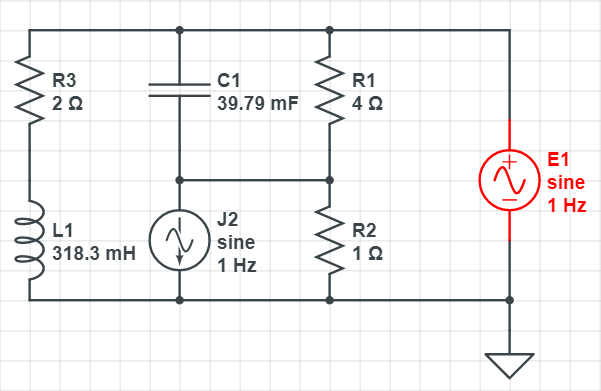 R3
2 Ω
C1
39.79 mF
R1
4 Ω
E1
sine
1 Hz
L1
318.3 mH
J2
sine
1 Hz
R2
1 Ω